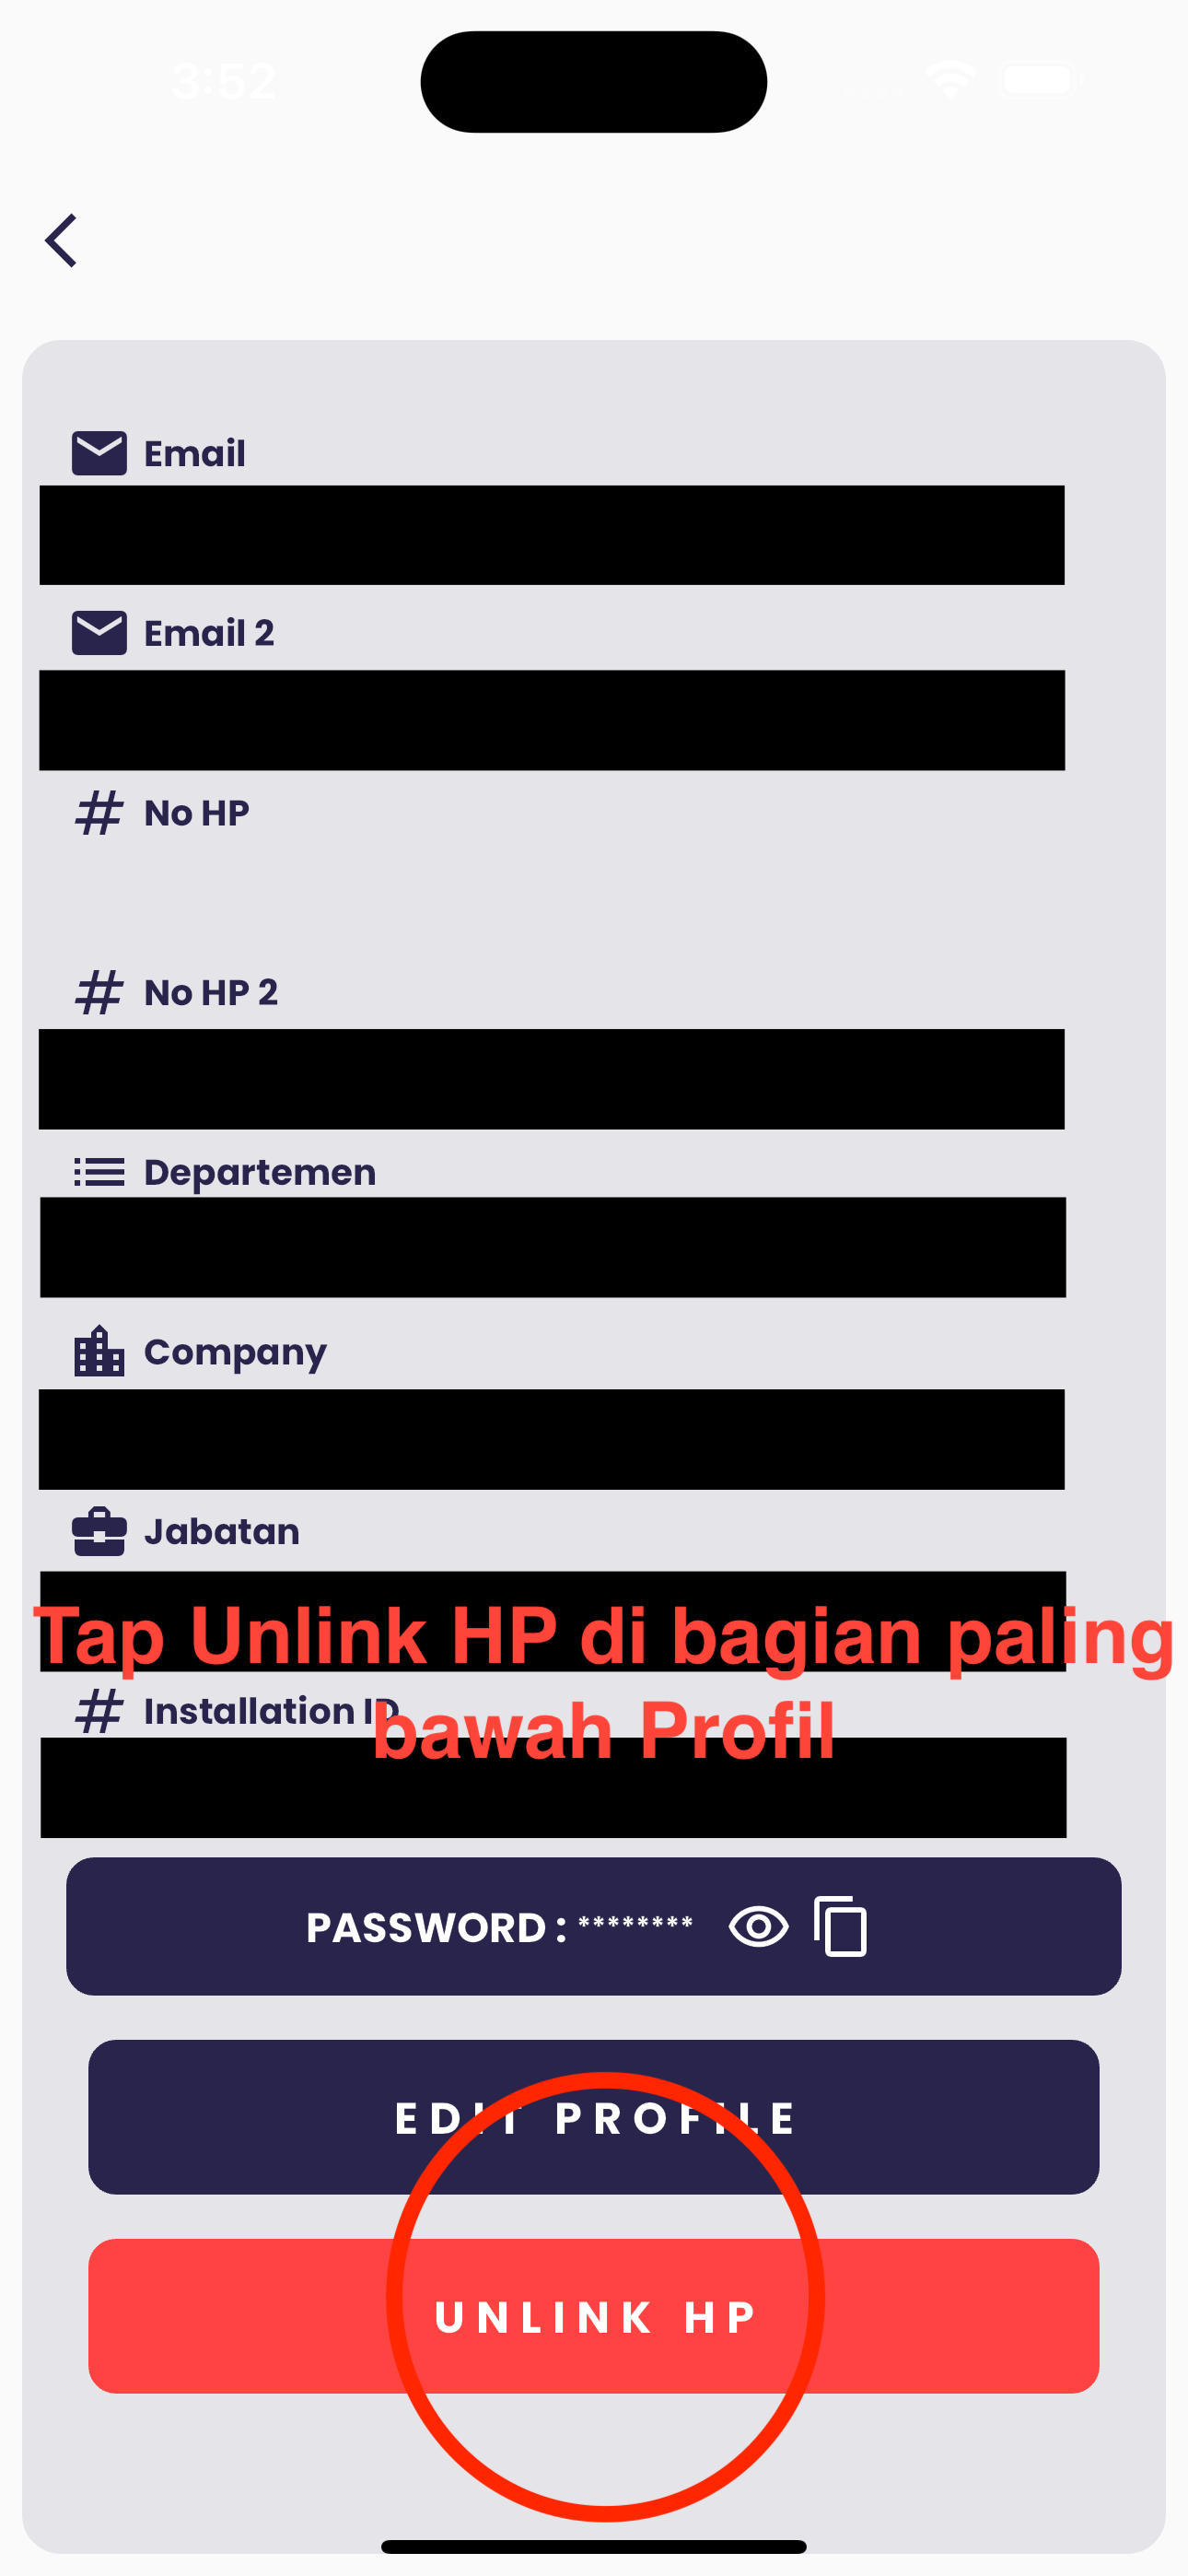 3:52
Email
Email 2
No HP
No HP 2
Departemen
Company
Jabatan
Tap Unlink HP di bagian paling
bawah Profil
Installation ID
PASSWORD : ********
EDIT PROFILE
UNLINK HP